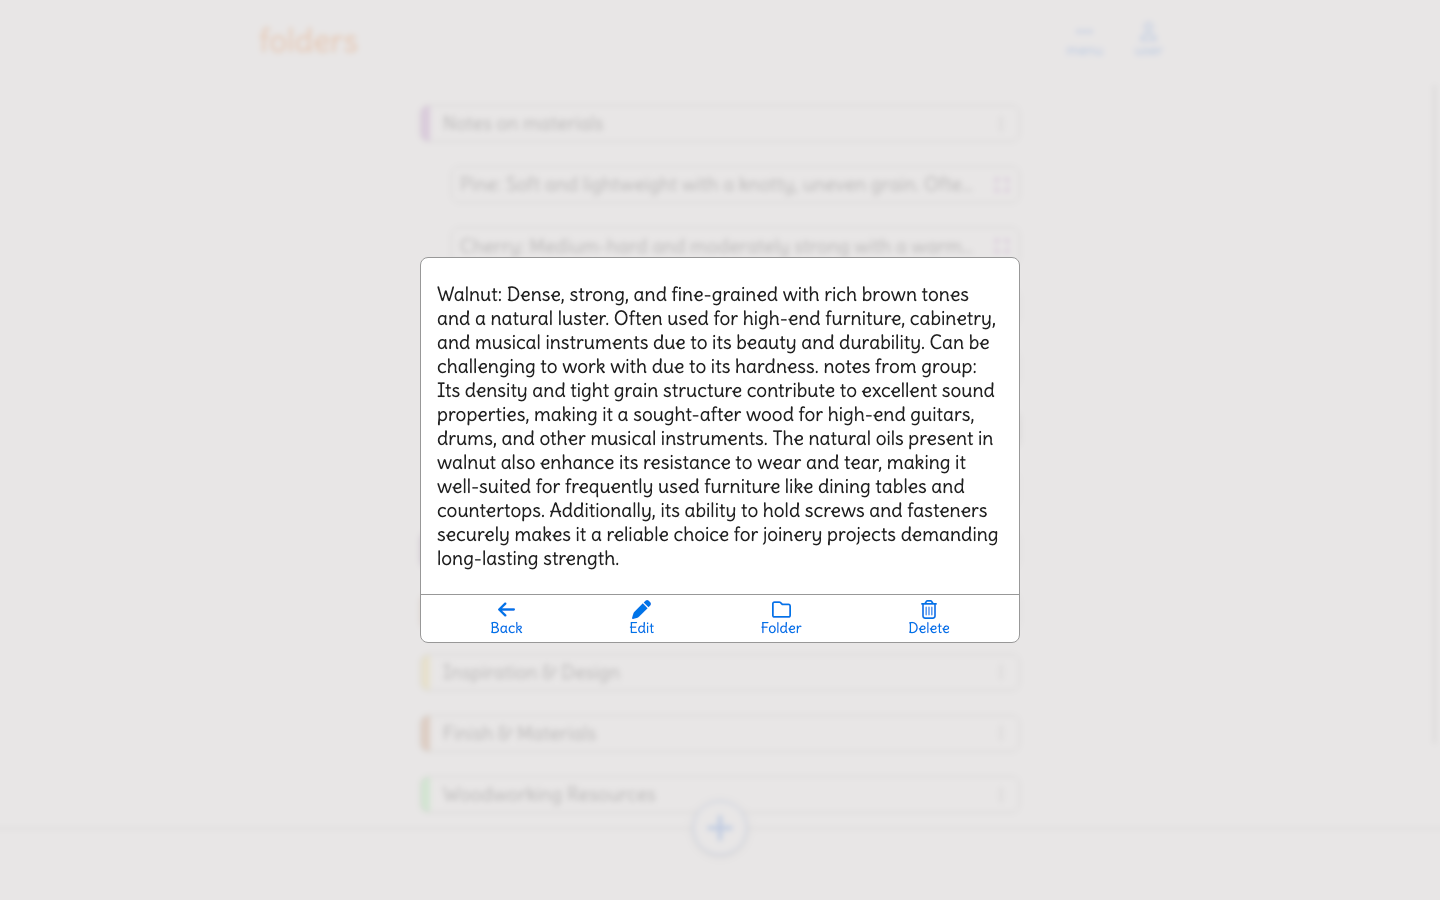 folders
menu
user
Notes on materials
Pine: Soft and lightweight with a knotty, uneven grain. Ofte...
Cherry: Medium-hard and moderately strong with a warm...
Walnut: Dense, strong, and fine-grained with rich brown tones
and a natural luster. Often used for high-end furniture, cabinetry,
and musical instruments due to its beauty and durability. Can be
challenging to work with due to its hardness. notes from group:
Its density and tight grain structure contribute to excellent sound
properties, making it a sought-after wood for high-end guitars,
drums, and other musical instruments. The natural oils present in
walnut also enhance its resistance to wear and tear, making it
well-suited for frequently used furniture like dining tables and
countertops. Additionally, its ability to hold screws and fasteners
securely makes it a reliable choice for joinery projects demanding
long-lasting strength.
Back
Edit
Folder
Delete
Inspiration & Design
Finish & Materials
Woodworking Resources